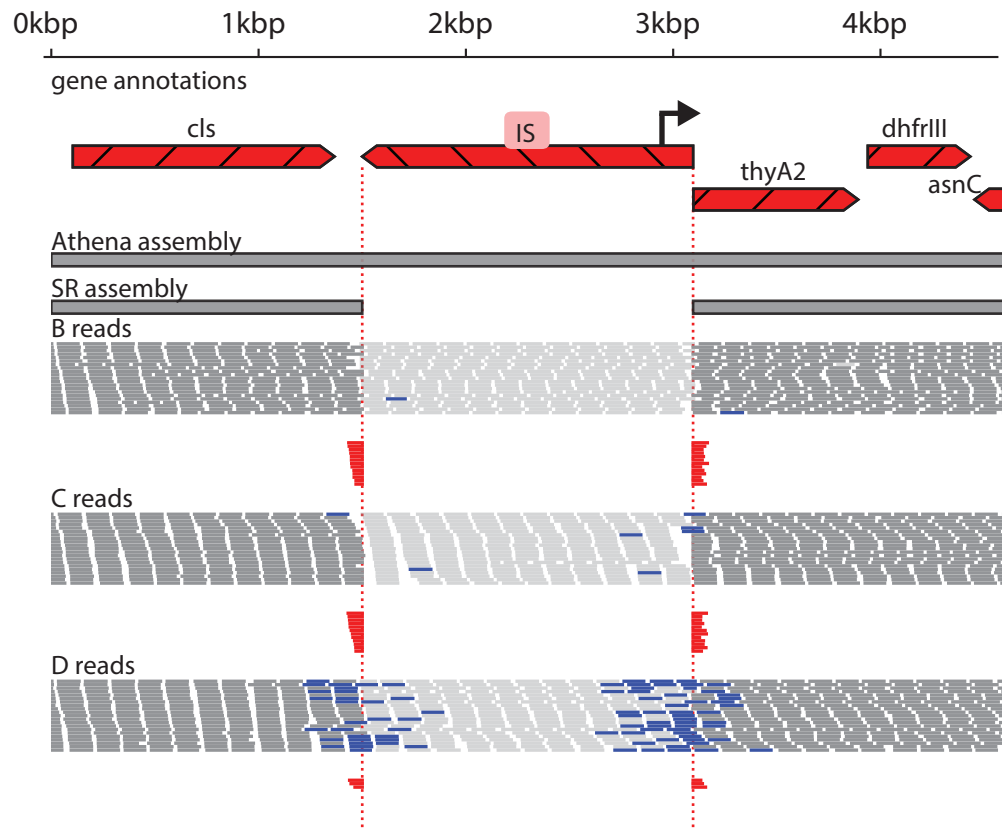 0kbp 1kbp 2kbp 3kbp 4kbp
gene annotations
cls IS dhfrIII
thyA2 asnC
Athena assembly
SR assembly
B reads
C reads
D reads